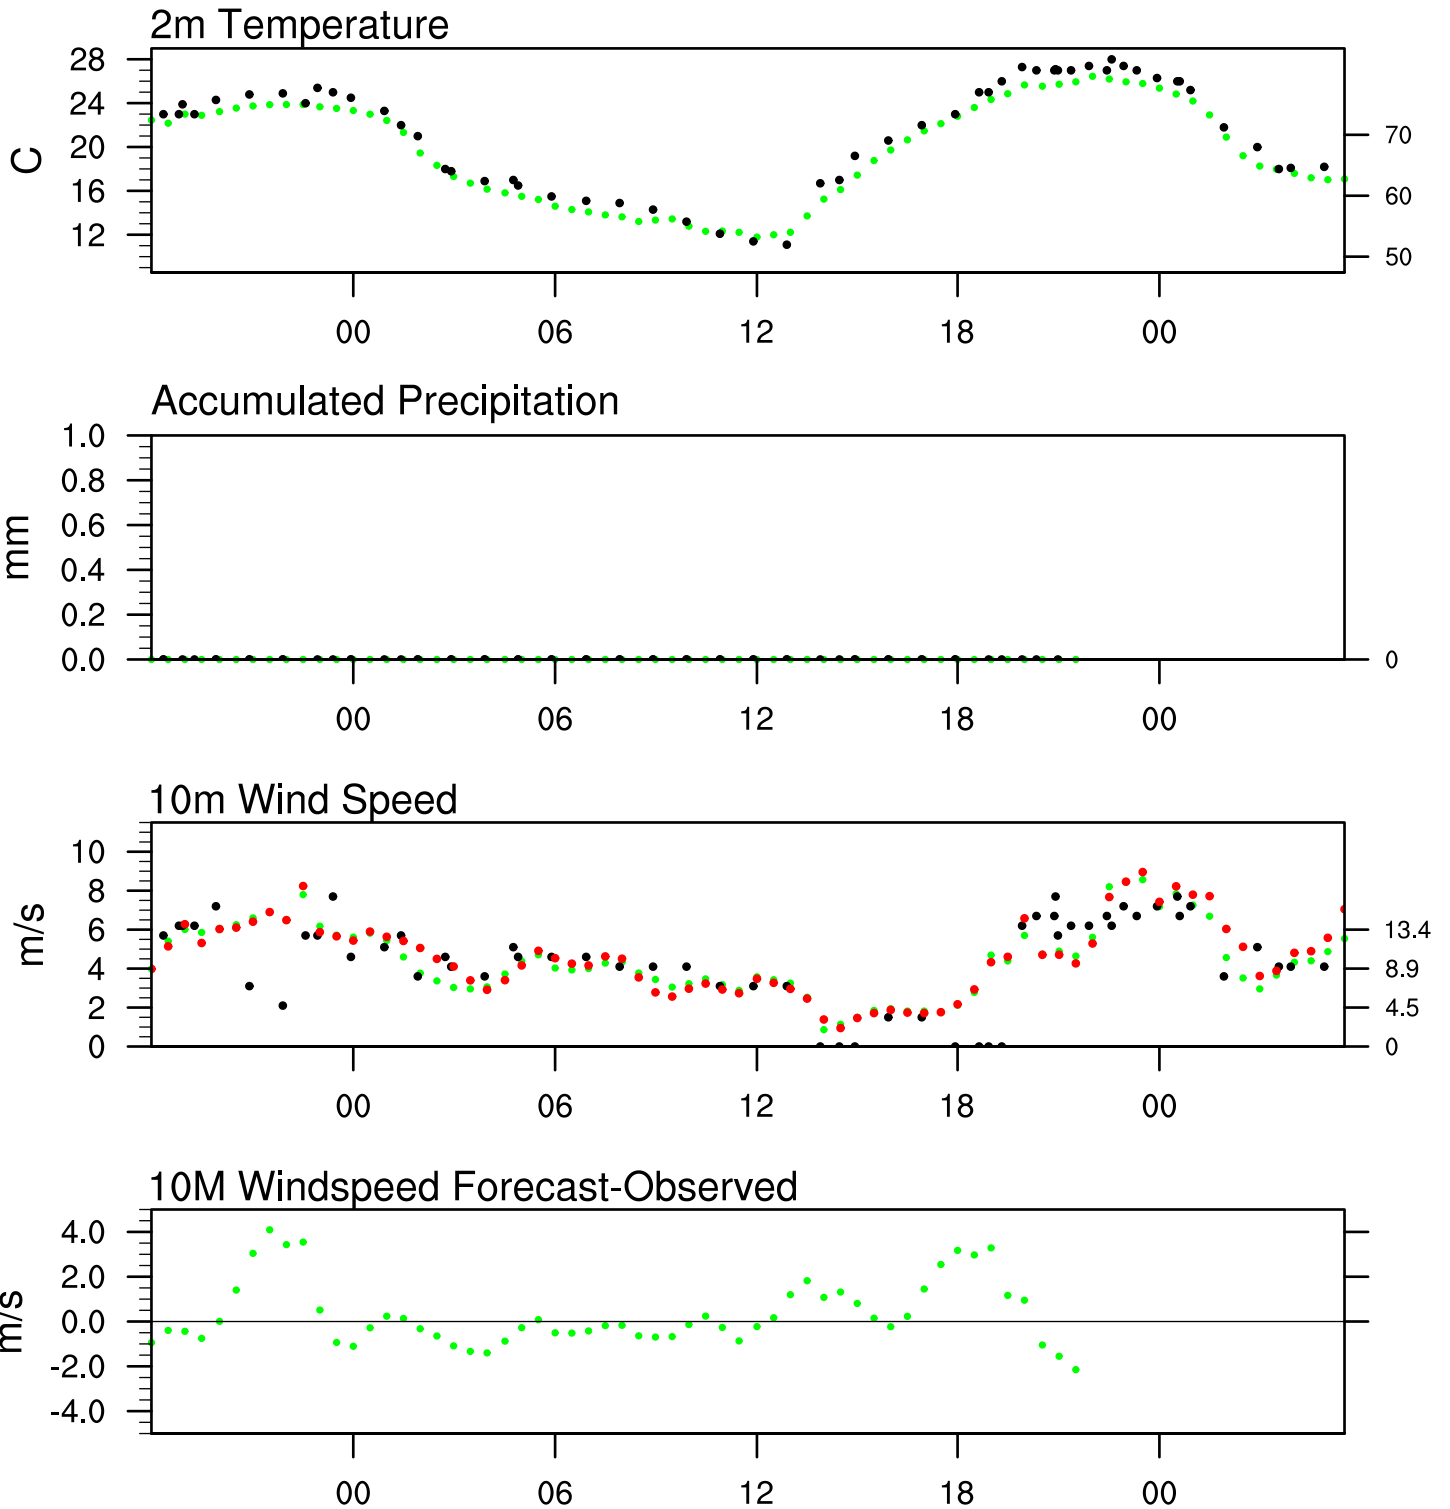 2m Temperature
28
24
20
16
12
C
70
60
50
00 06 12 18 00
Accumulated Precipitation
1.0
0.8
0.6
0.4
0.2
0.0
mm
0
00 06 12 18 00
10m Wind Speed
10
8
6
4
2
0
m/s
13.4
8.9
4.5
0
00 06 12 18 00
10M Windspeed Forecast-Observed
4.0
2.0
0.0
-2.0
-4.0
m/s
00 06 12 18 00